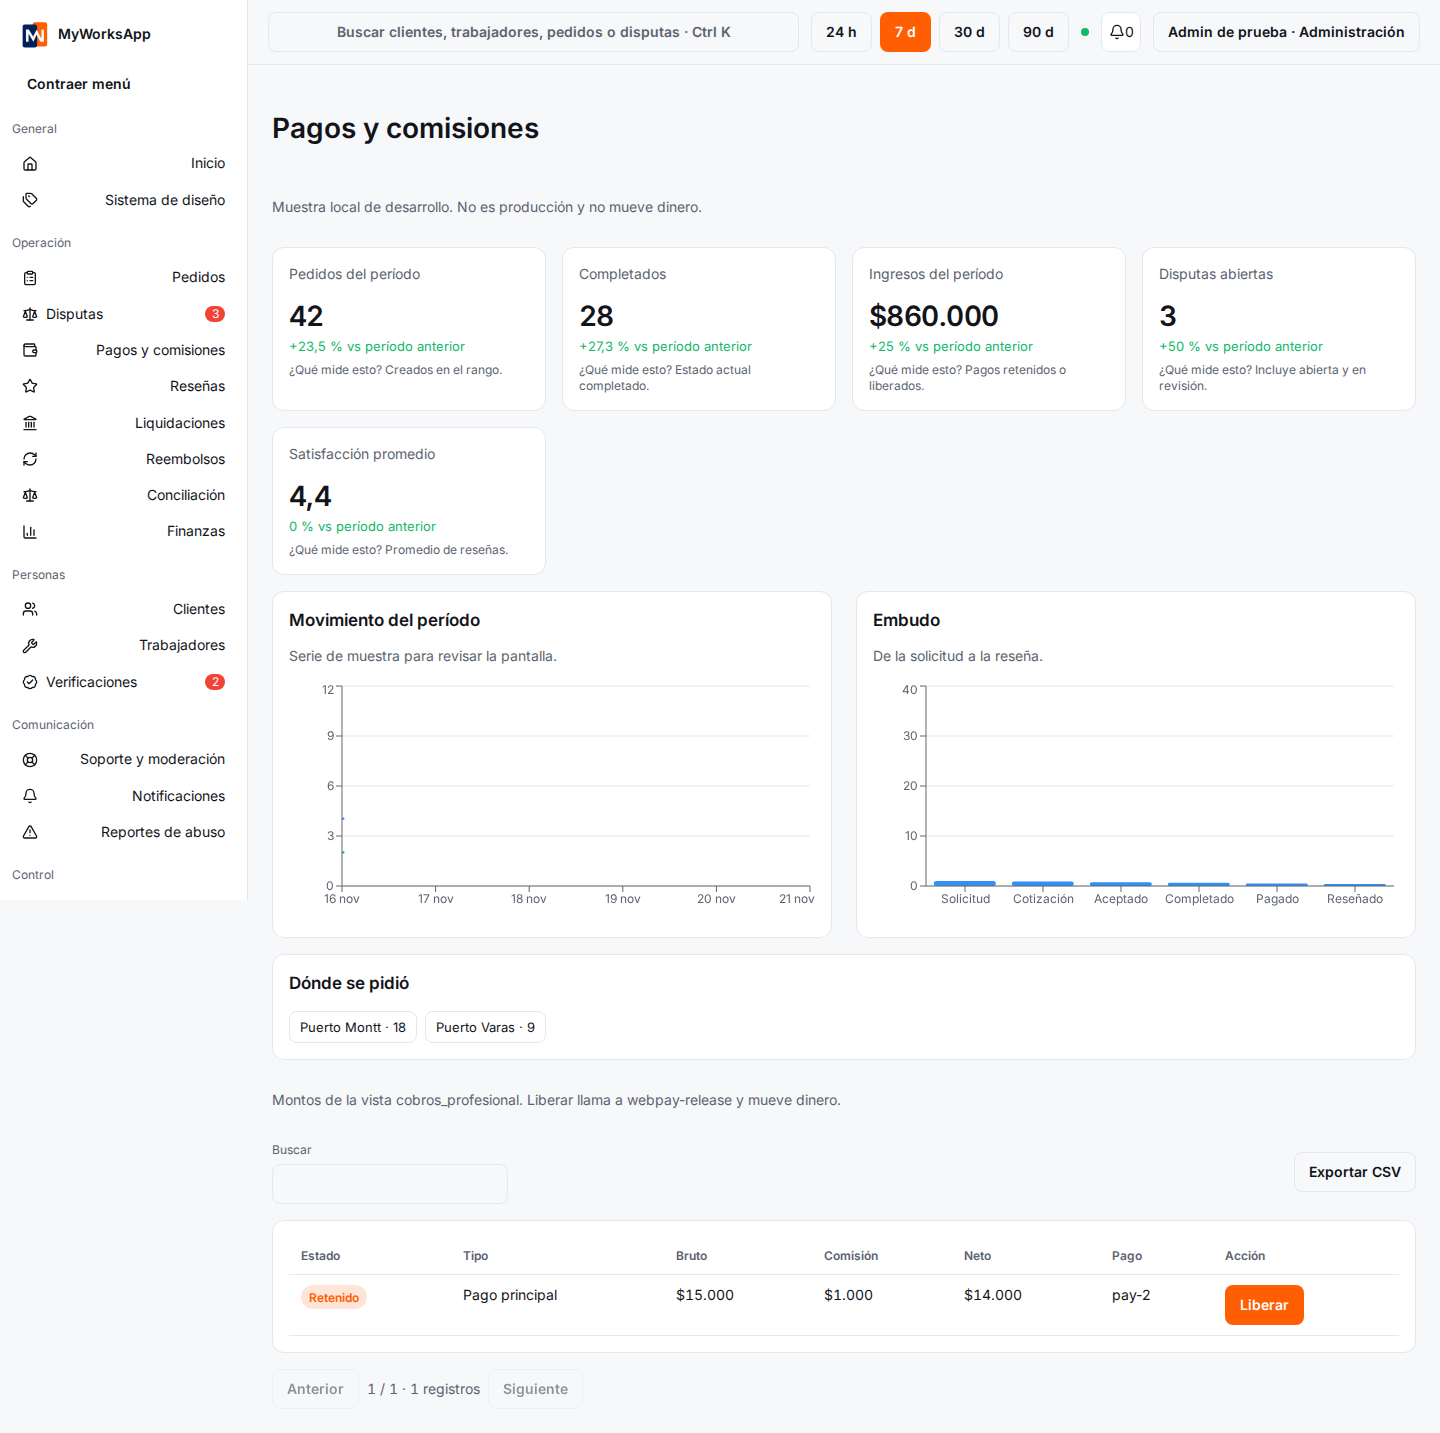 MyWorksApp
Contraer menú
General
Inicio
Sistema de diseño
Operación
Pedidos
Disputas 3
Pagos y comisiones
Reseñas
Liquidaciones
Reembolsos
Conciliación
Finanzas
Personas
Clientes
Trabajadores
Verificaciones 2
Comunicación
Soporte y moderación
Notificaciones
Reportes de abuso
Control
Buscar clientes, trabajadores, pedidos o disputas · Ctrl K
24 h 7 d 30 d 90 d 0 Admin de prueba · Administración
Pagos y comisiones
Muestra local de desarrollo. No es producción y no mueve dinero.
Pedidos del período
42
+23,5 % vs período anterior
¿Qué mide esto? Creados en el rango.
Completados
28
+27,3 % vs período anterior
¿Qué mide esto? Estado actual
completado.
Ingresos del período
$860.000
+25 % vs período anterior
¿Qué mide esto? Pagos retenidos o
liberados.
Disputas abiertas
3
+50 % vs período anterior
¿Qué mide esto? Incluye abierta y en
revisión.
Satisfacción promedio
4,4
0 % vs período anterior
¿Qué mide esto? Promedio de reseñas.
Movimiento del período
Serie de muestra para revisar la pantalla.
12
9
6
3
0
16 nov 17 nov 18 nov 19 nov 20 nov 21 nov
Embudo
De la solicitud a la reseña.
40
30
20
10
0
Solicitud Cotización Aceptado Completado Pagado Reseñado
Dónde se pidió
Puerto Montt · 18 Puerto Varas · 9
Montos de la vista cobros_profesional. Liberar llama a webpay-release y mueve dinero.
Buscar
Exportar CSV
Estado Tipo Bruto Comisión Neto Pago Acción
Retenido Pago principal $15.000 $1.000 $14.000 pay-2 Liberar
Anterior 1 / 1 · 1 registros Siguiente